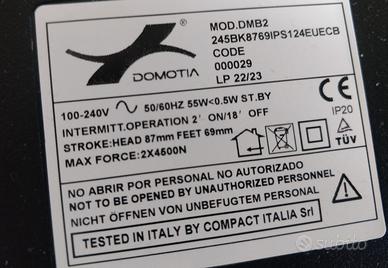 DOMOTIA
MOD.DMB2
245BK8769IPS124EUECB
CODE
000029
LP 22/23
100-240V 50/60HZ 55W<0.5W ST.BY
INTERMITT.OPERATION 2' ON/18' OFF
STROKE:HEAD 87mm FEET 69mm
MAX FORCE:2X4500N
CE
IP20
TÜV
NO ABRIR POR PERSONAL NO AUTORIZADO
NOT TO BE OPENED BY UNAUTHORIZED PERSONNEL
NICHT ÖFFNEN VON UNBEFUGTEM PERSONAL
TESTED IN ITALY BY COMPACT ITALIA Srl
subito.it